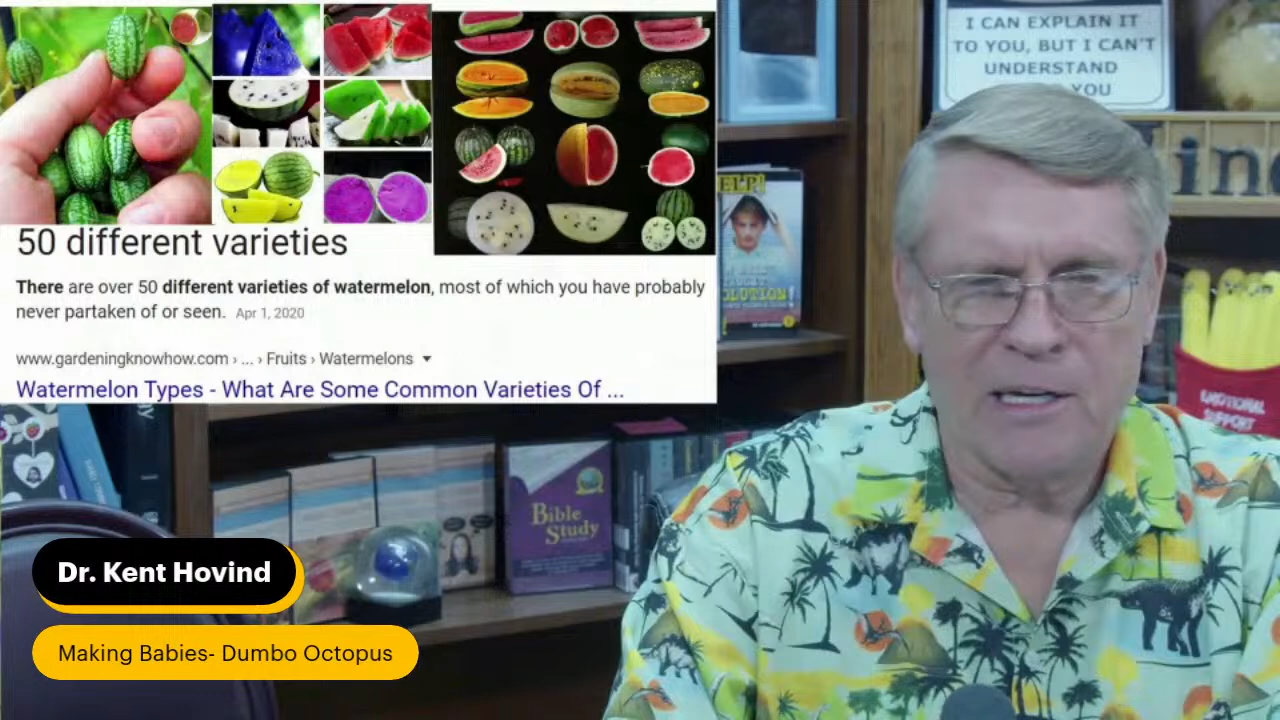 50 different varieties
There are over 50 different varieties of watermelon, most of which you have probably
never partaken of or seen. Apr 1, 2020
www.gardeningknowhow.com › ... › Fruits › Watermelons
Watermelon Types - What Are Some Common Varieties Of ...
I CAN EXPLAIN IT
TO YOU, BUT I CAN'T
UNDERSTAND
YOU
Bible
Study
EMOTIONAL
SUPPORT
Dr. Kent Hovind
Making Babies- Dumbo Octopus